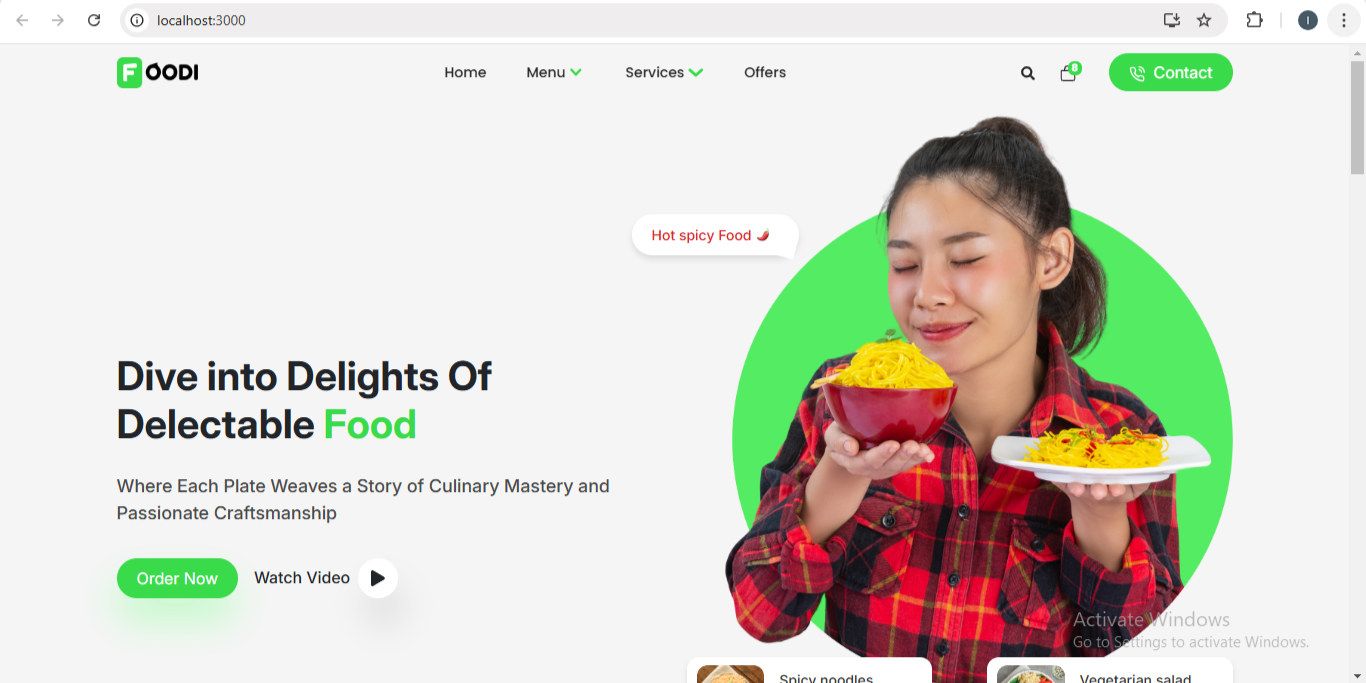 localhost:3000
I
FOODI
Home
Menu
Services
Offers
8
Contact
Hot spicy Food
Dive into Delights Of
Delectable Food
Where Each Plate Weaves a Story of Culinary Mastery and
Passionate Craftsmanship
Order Now
Watch Video
Activate Windows
Go to Settings to activate Windows.
Spicy noodles
Vegetarian salad